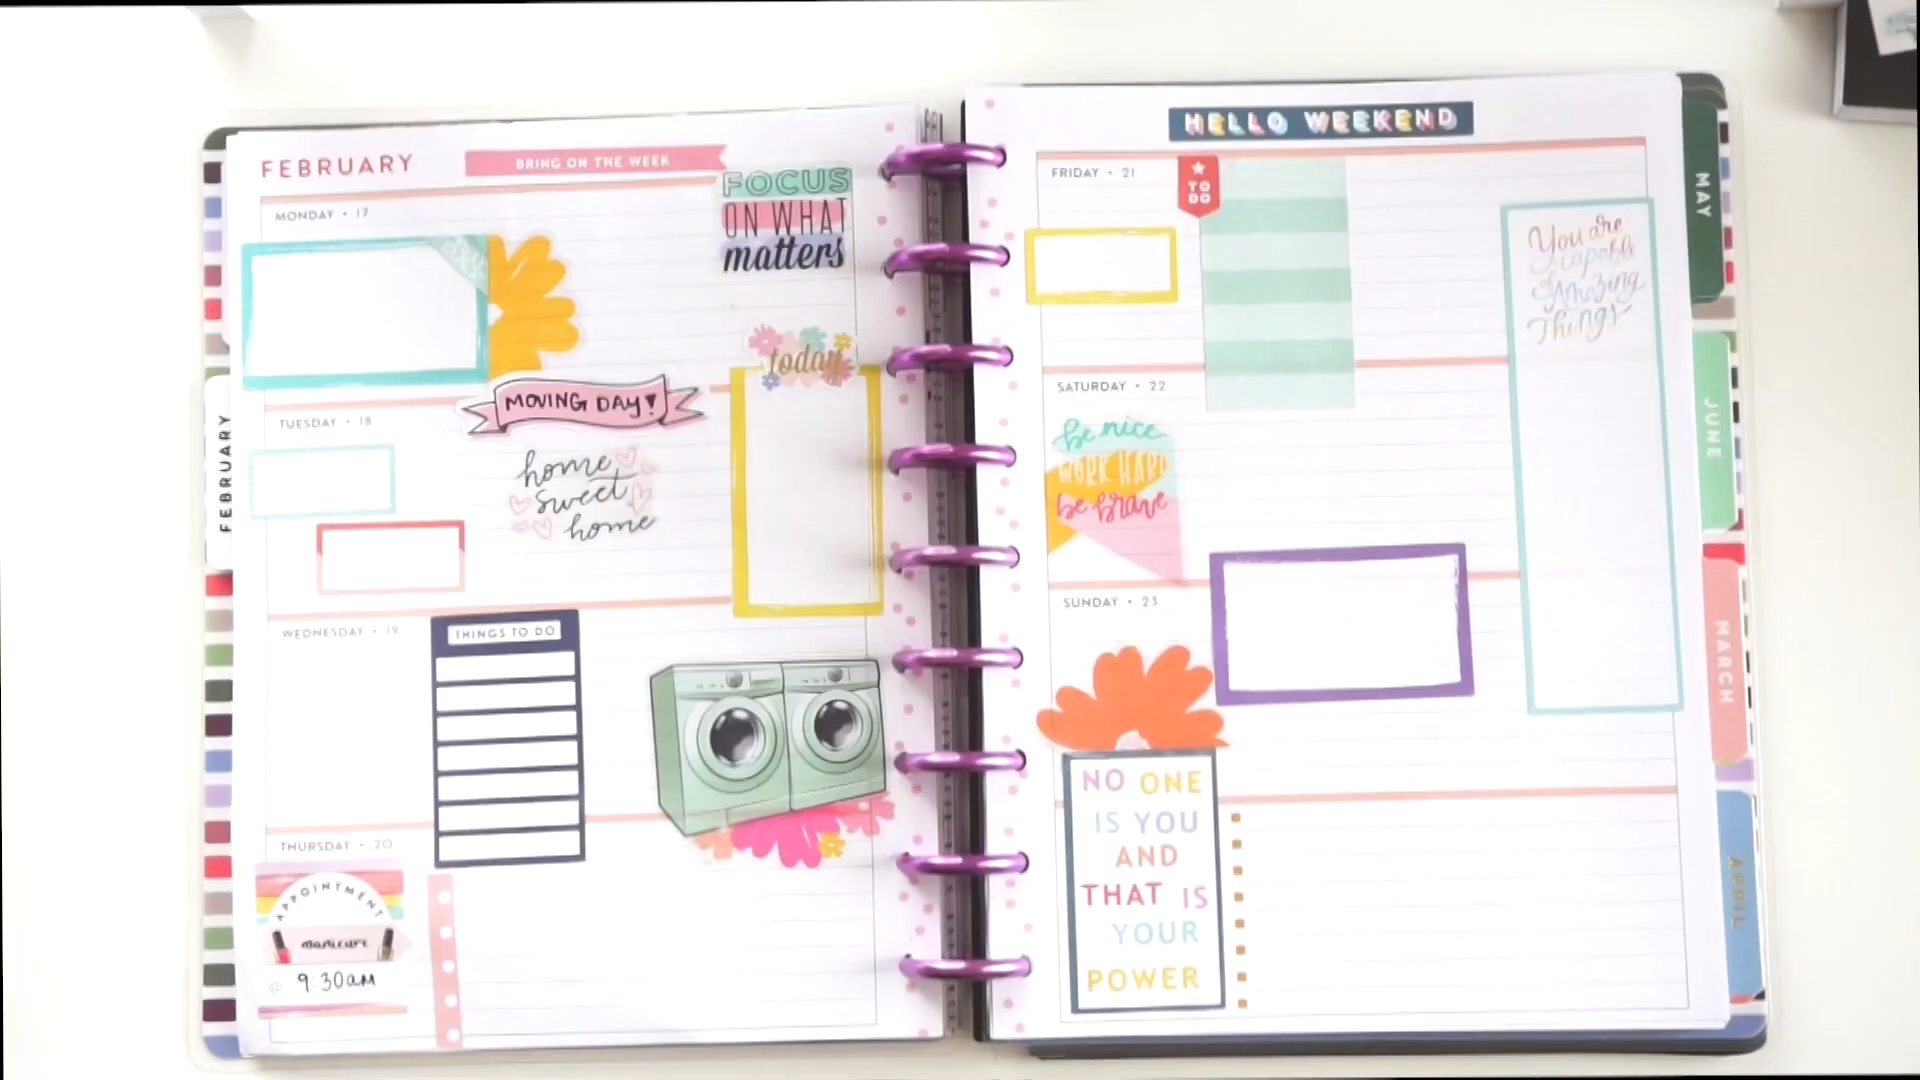 FEBRUARY
BRING ON THE WEEK
FOCUS
ON WHAT
matters
MONDAY • 17
today
MOVING DAY!
TUESDAY • 18
home
sweet
home
FEBRUARY
WEDNESDAY • 19
THINGS TO DO
THURSDAY • 20
APPOINTMENT
manicure
@ 9:30am
HELLO WEEKEND
FRIDAY • 21
TO
DO
You are
capable
of Amazing
Things
SATURDAY • 22
be nice
WORK HARD
be brave
SUNDAY • 23
NO ONE
IS YOU
AND
THAT IS
YOUR
POWER
MAY
JUNE
MARCH
APRIL